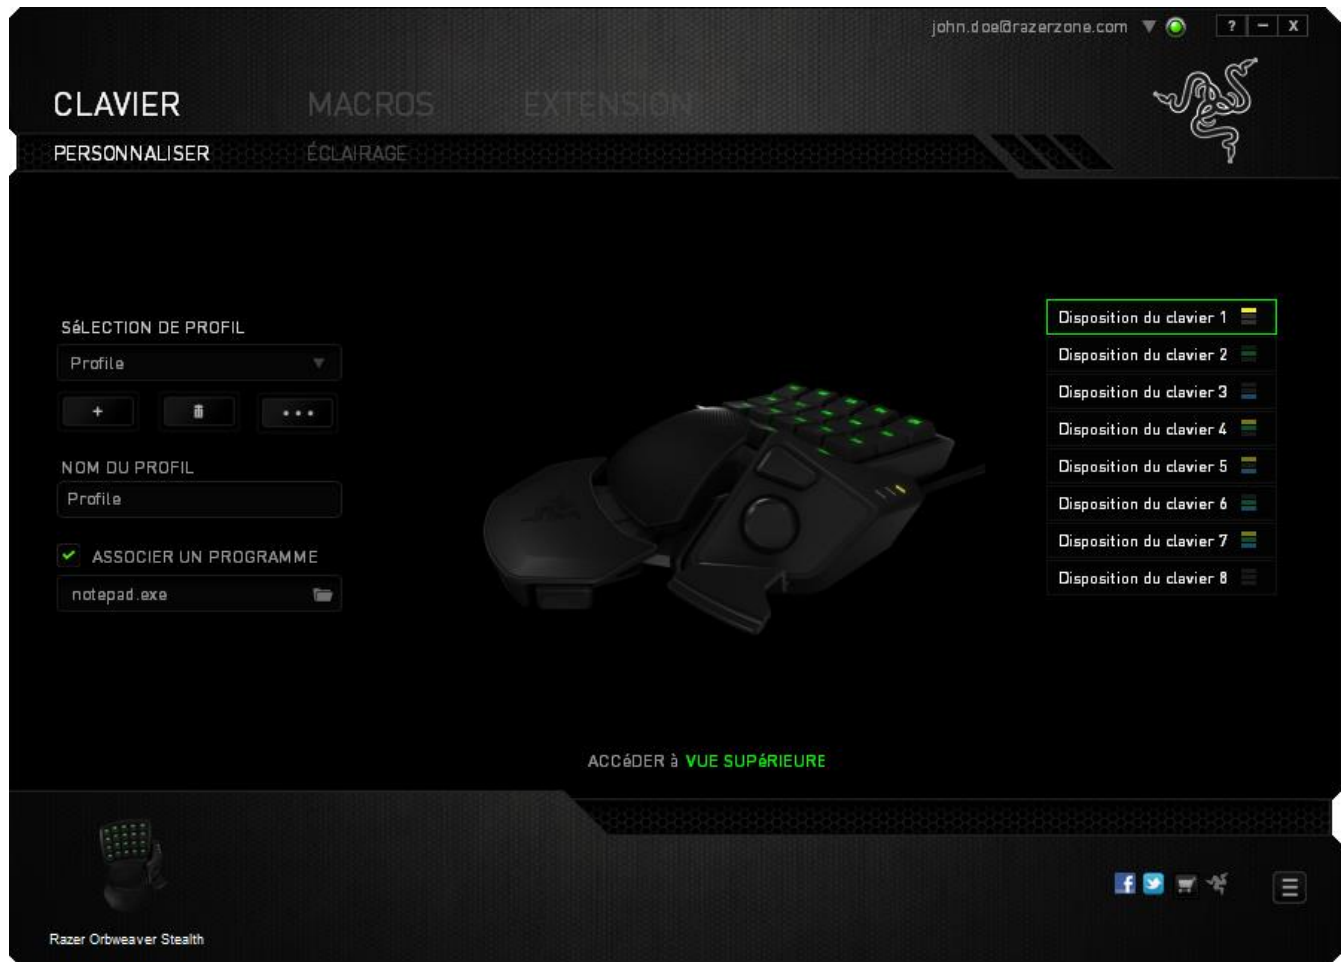 john.doe@razerzone.com
? – X
CLAVIER MACROS EXTENSION
PERSONNALISER ÉCLAIRAGE
SéLECTION DE PROFIL
Profile
+ •••
NOM DU PROFIL
Profile
ASSOCIER UN PROGRAMME
notepad.exe
Disposition du clavier 1
Disposition du clavier 2
Disposition du clavier 3
Disposition du clavier 4
Disposition du clavier 5
Disposition du clavier 6
Disposition du clavier 7
Disposition du clavier 8
ACCéDER à VUE SUPéRIEURE
Razer Orbweaver Stealth